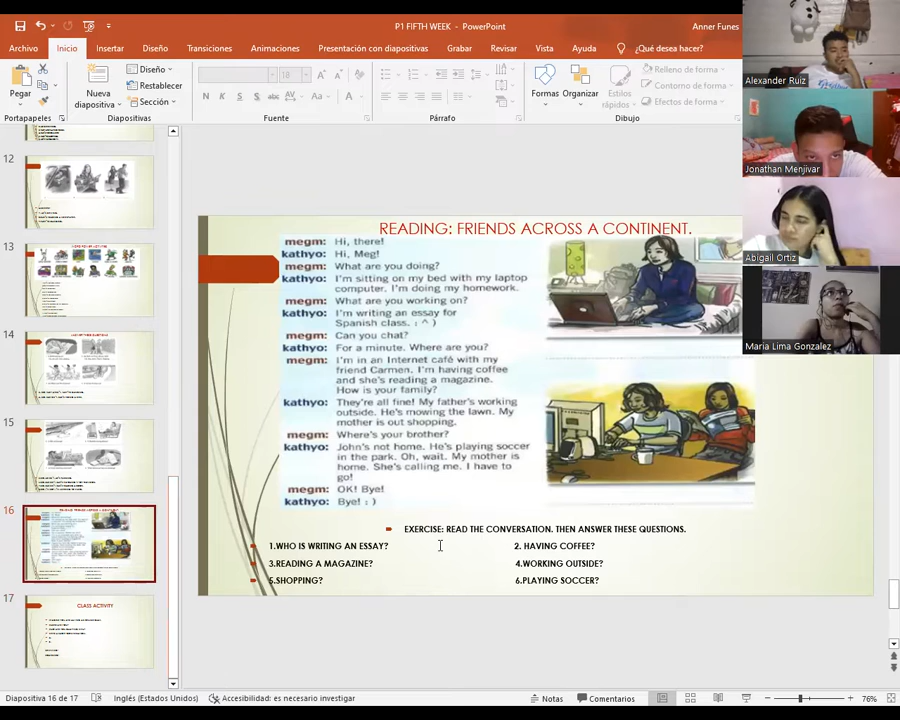 P1 FIFTH WEEK - PowerPoint
Anner Funes
Archivo Inicio Insertar Diseño Transiciones Animaciones Presentación con diapositivas Grabar Revisar Vista Ayuda ¿Qué desea hacer?
Pegar
Nueva
diapositiva
Diseño
Restablecer
Sección
18
N K S S abc AV Aa A
Formas
Organizar
Estilos
rápidos
Relleno de forma
Contorno de forma
Efectos de forma
Portapapeles
Diapositivas
Fuente
Párrafo
Dibujo
12
13
14
15
16
17
CLASS ACTIVITY
READING: FRIENDS ACROSS A CONTINENT.
megm: Hi, there!
kathyo: Hi, Meg!
megm: What are you doing?
kathyo: I'm sitting on my bed with my laptop
computer. I'm doing my homework.
megm: What are you working on?
kathyo: I'm writing an essay for
Spanish class. : ^ )
megm: Can you chat?
kathyo: For a minute. Where are you?
megm: I'm in an Internet café with my
friend Carmen. I'm having coffee
and she's reading a magazine.
How is your family?
kathyo: They're all fine! My father's working
outside. He's mowing the lawn. My
mother is out shopping.
megm: Where's your brother?
kathyo: John's not home. He's playing soccer
in the park. Oh, wait. My mother is
home. She's calling me. I have to
go!
megm: OK! Bye!
kathyo: Bye! : )
EXERCISE: READ THE CONVERSATION. THEN ANSWER THESE QUESTIONS.
1.WHO IS WRITING AN ESSAY? 2. HAVING COFFEE?
3.READING A MAGAZINE? 4.WORKING OUTSIDE?
5.SHOPPING? 6.PLAYING SOCCER?
Alexander Ruiz
Jonathan Menjivar
Abigail Ortiz
Maria Lima Gonzalez
Diapositiva 16 de 17 Inglés (Estados Unidos) Accesibilidad: es necesario investigar Notas Comentarios 76%